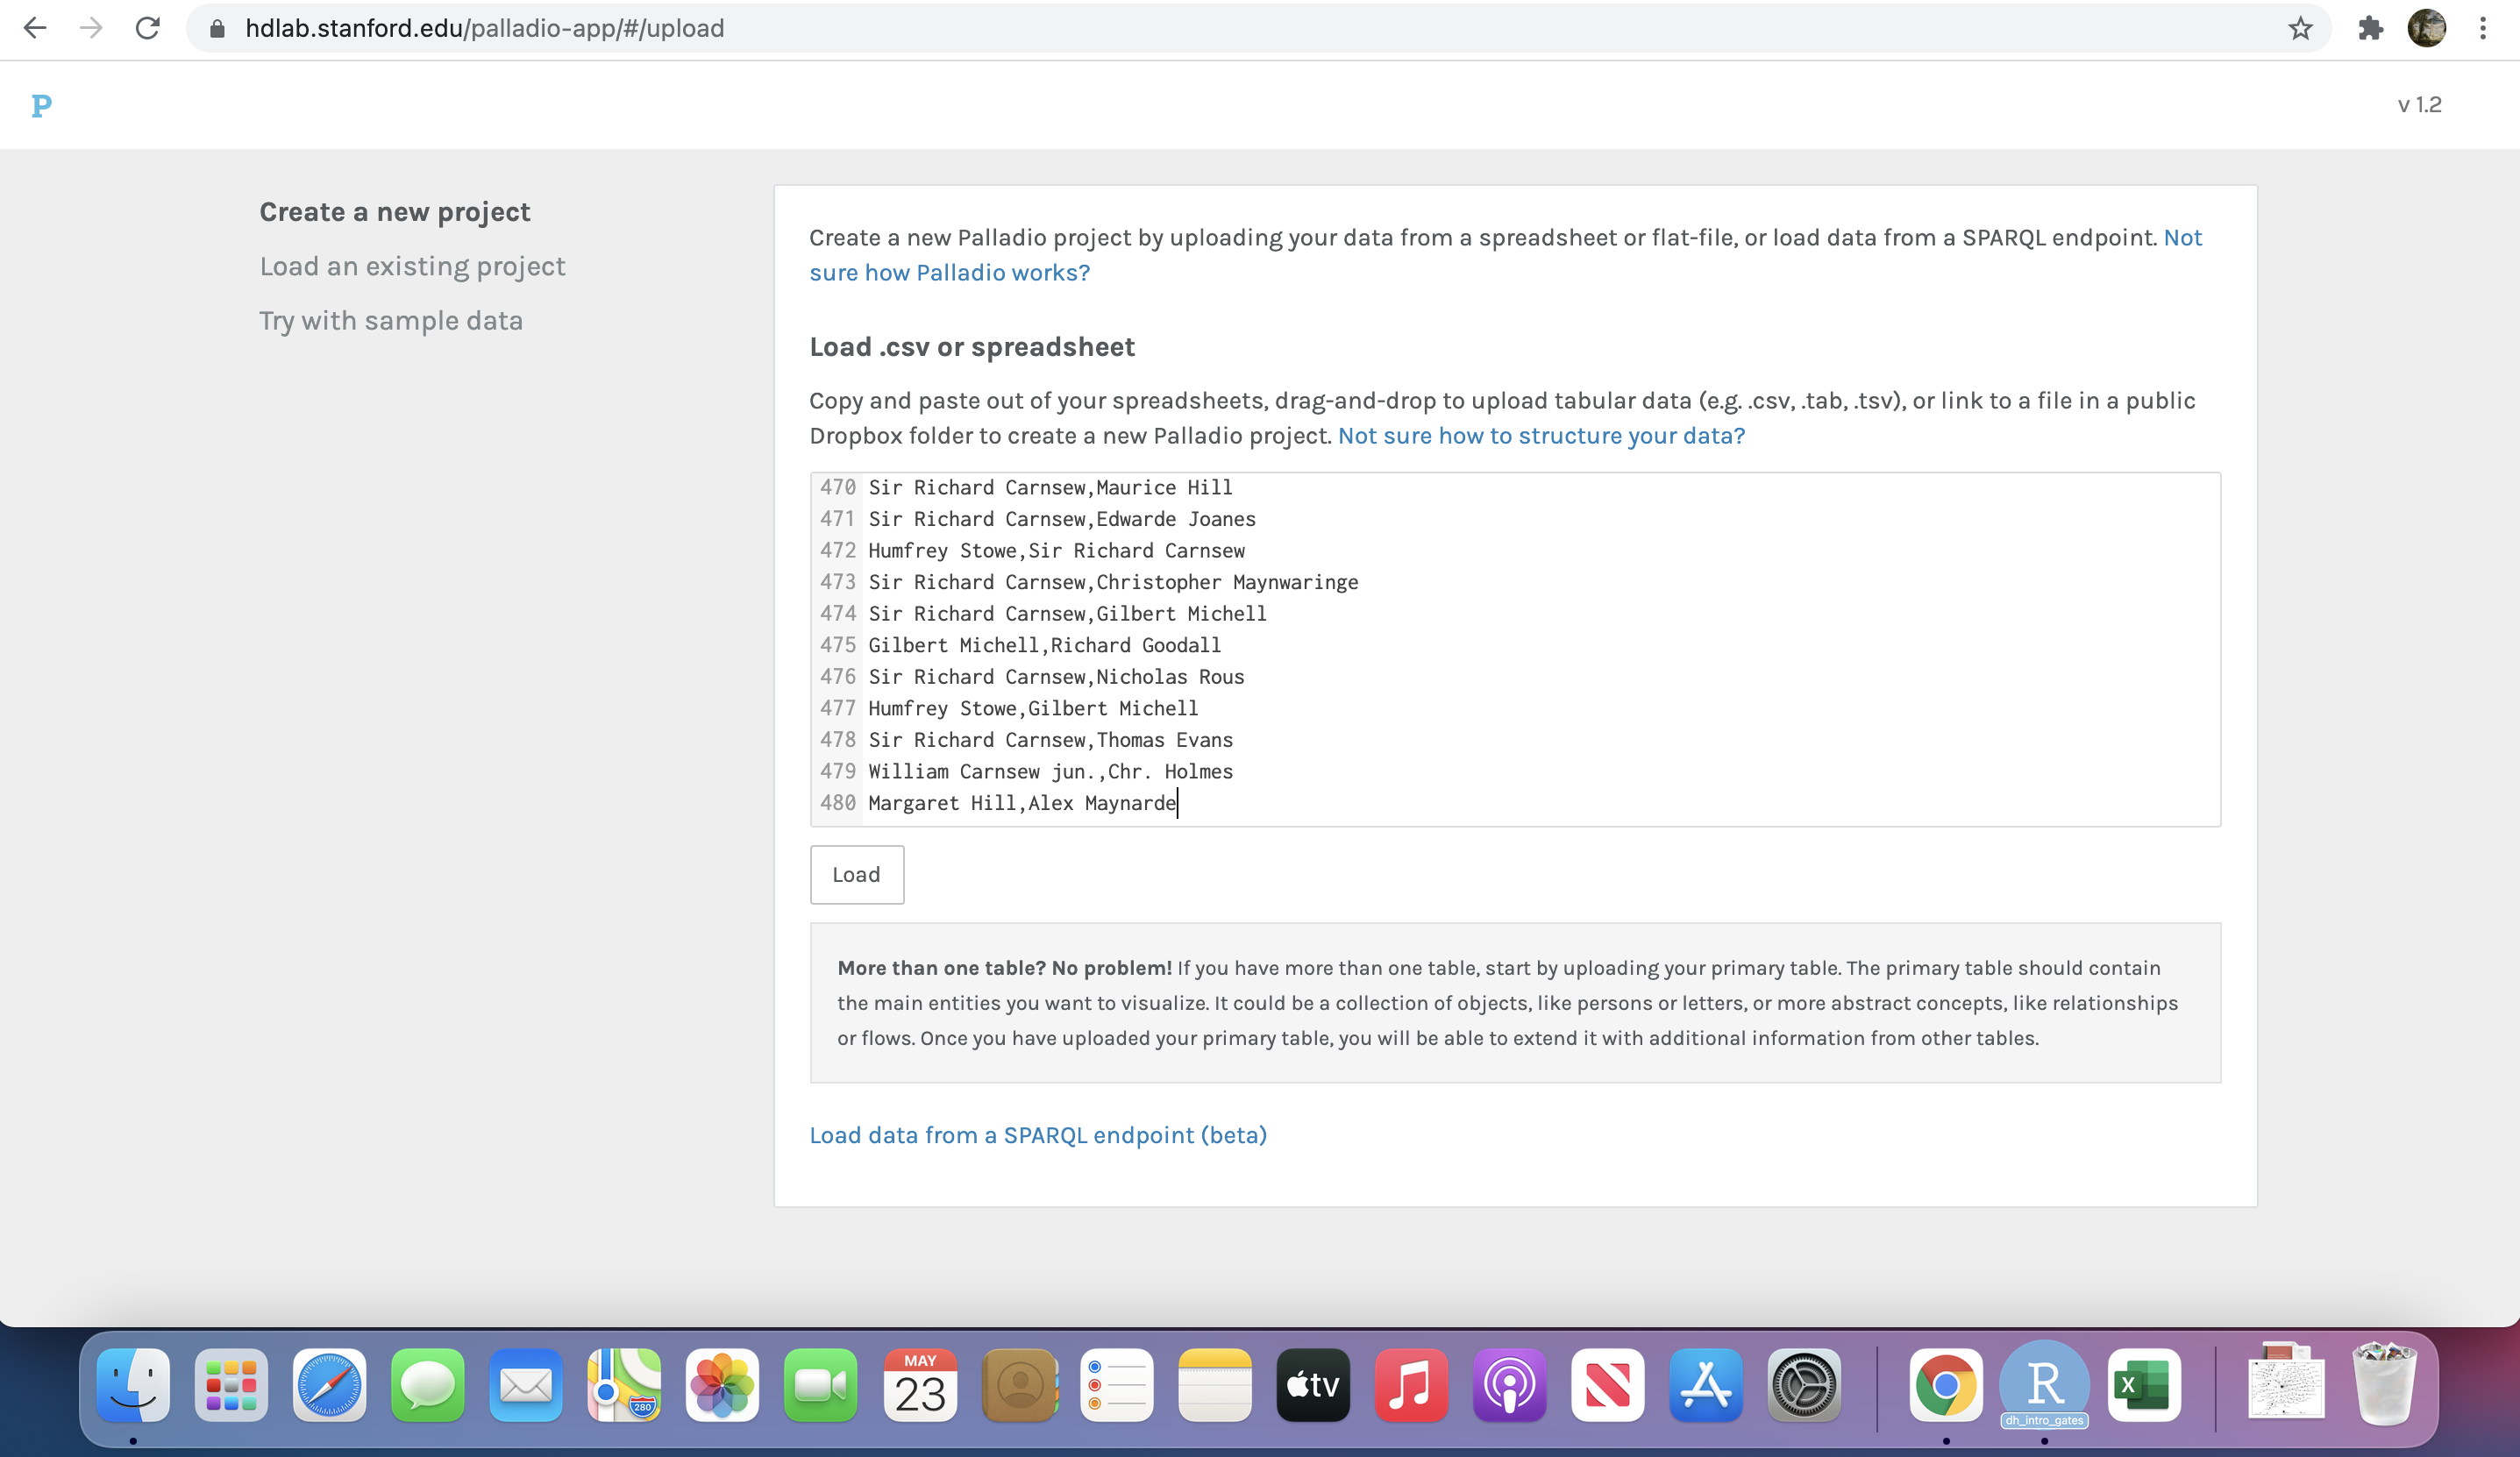 hdlab.stanford.edu/palladio-app/#/upload
P
v 1.2
Create a new project
Load an existing project
Try with sample data
Create a new Palladio project by uploading your data from a spreadsheet or flat-file, or load data from a SPARQL endpoint. Not
sure how Palladio works?
Load .csv or spreadsheet
Copy and paste out of your spreadsheets, drag-and-drop to upload tabular data (e.g. .csv, .tab, .tsv), or link to a file in a public
Dropbox folder to create a new Palladio project. Not sure how to structure your data?
470 Sir Richard Carnsew,Maurice Hill
471 Sir Richard Carnsew,Edwarde Joanes
472 Humfrey Stowe,Sir Richard Carnsew
473 Sir Richard Carnsew,Christopher Maynwaringe
474 Sir Richard Carnsew,Gilbert Michell
475 Gilbert Michell,Richard Goodall
476 Sir Richard Carnsew,Nicholas Rous
477 Humfrey Stowe,Gilbert Michell
478 Sir Richard Carnsew,Thomas Evans
479 William Carnsew jun.,Chr. Holmes
480 Margaret Hill,Alex Maynarde
Load
More than one table? No problem! If you have more than one table, start by uploading your primary table. The primary table should contain
the main entities you want to visualize. It could be a collection of objects, like persons or letters, or more abstract concepts, like relationships
or flows. Once you have uploaded your primary table, you will be able to extend it with additional information from other tables.
Load data from a SPARQL endpoint (beta)
280
MAY
23
tv
R
dh_intro_gates
X